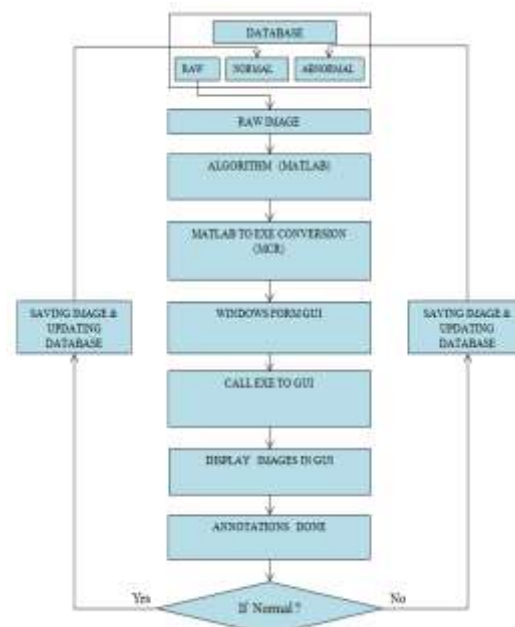 DATABASE
RAW NORMAL ABNORMAL
RAW IMAGE
ALGORITHM (MATLAB)
MATLAB TO EXE CONVERSION
(MCR)
WINDOWS FORM GUI
SAVING IMAGE &
UPDATING
DATABASE
SAVING IMAGE &
UPDATING
DATABASE
CALL EXE TO GUI
DISPLAY IMAGES IN GUI
ANNOTATIONS DONE
Yes
If Normal ?
No